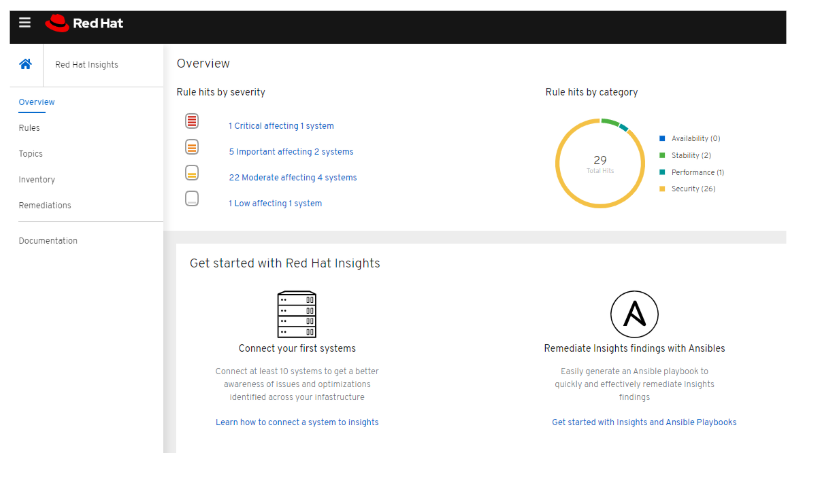 Red Hat
Red Hat Insights
Overview
Rules
Topics
Inventory
Remediations
Documentation
Overview
Rule hits by severity
1 Critical affecting 1 system
5 Important affecting 2 systems
22 Moderate affecting 4 systems
1 Low affecting 1 system
Rule hits by category
29
Total Hits
Availability (0)
Stability (2)
Performance (1)
Security (26)
Get started with Red Hat Insights
Connect your first systems
Connect at least 10 systems to get a better
awareness of issues and optimizations
identified across your infastructure
Learn how to connect a system to insights
Remediate Insights findings with Ansibles
Easily generate an Ansible playbook to
quickly and effectively remediate Insights
findings
Get started with Insights and Ansible Playbooks